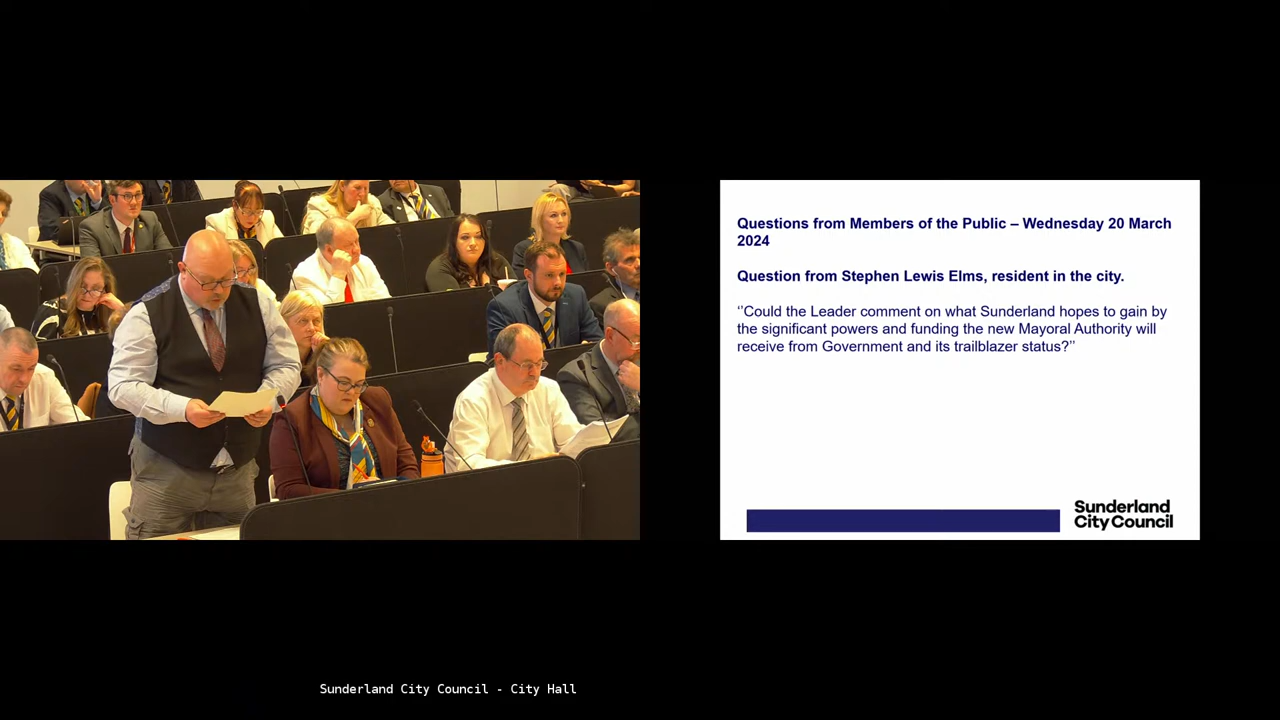 Questions from Members of the Public – Wednesday 20 March
2024
Question from Stephen Lewis Elms, resident in the city.
‘’Could the Leader comment on what Sunderland hopes to gain by
the significant powers and funding the new Mayoral Authority will
receive from Government and its trailblazer status?’’
Sunderland
City Council
Sunderland City Council - City Hall